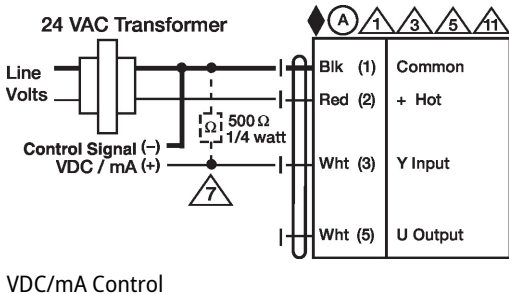 24 VAC Transformer
A 1 3 5 11
Line
Volts
Blk (1) Common
Red (2) + Hot
Ω 500 Ω
1/4 watt
Control Signal (–)
VDC / mA (+)
Wht (3) Y Input
7
Wht (5) U Output
VDC/mA Control